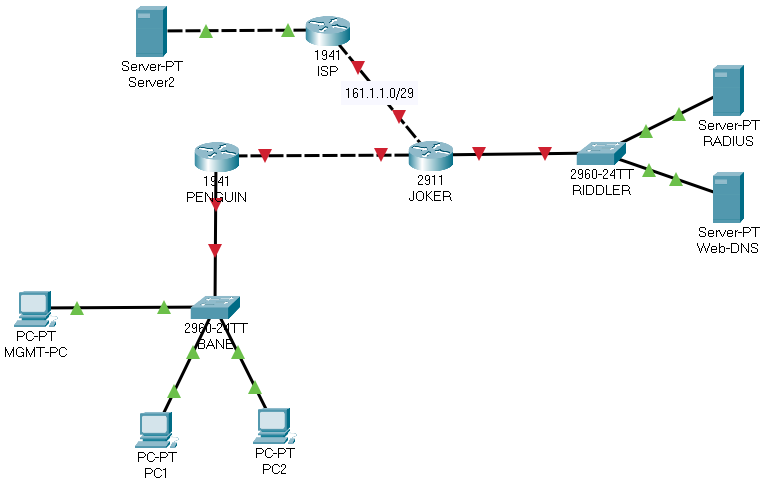 Server-PT
Server2
1941
ISP
161.1.1.0/29
Server-PT
RADIUS
1941
PENGUIN
2911
JOKER
2960-24TT
RIDDLER
Server-PT
Web-DNS
2960-24TT
BANE
PC-PT
MGMT-PC
PC-PT
PC1
PC-PT
PC2